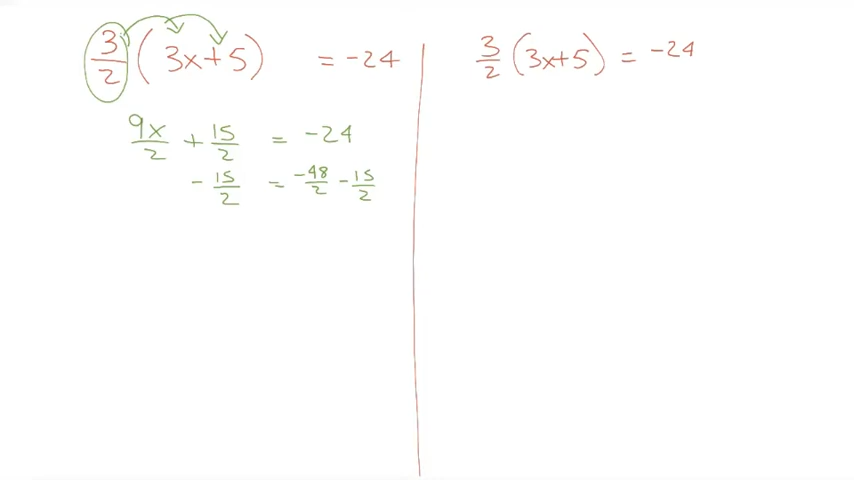 3/2 (3x+5) = -24
9x/2 + 15/2 = -24
- 15/2 = -48/2 - 15/2
3/2 (3x+5) = -24